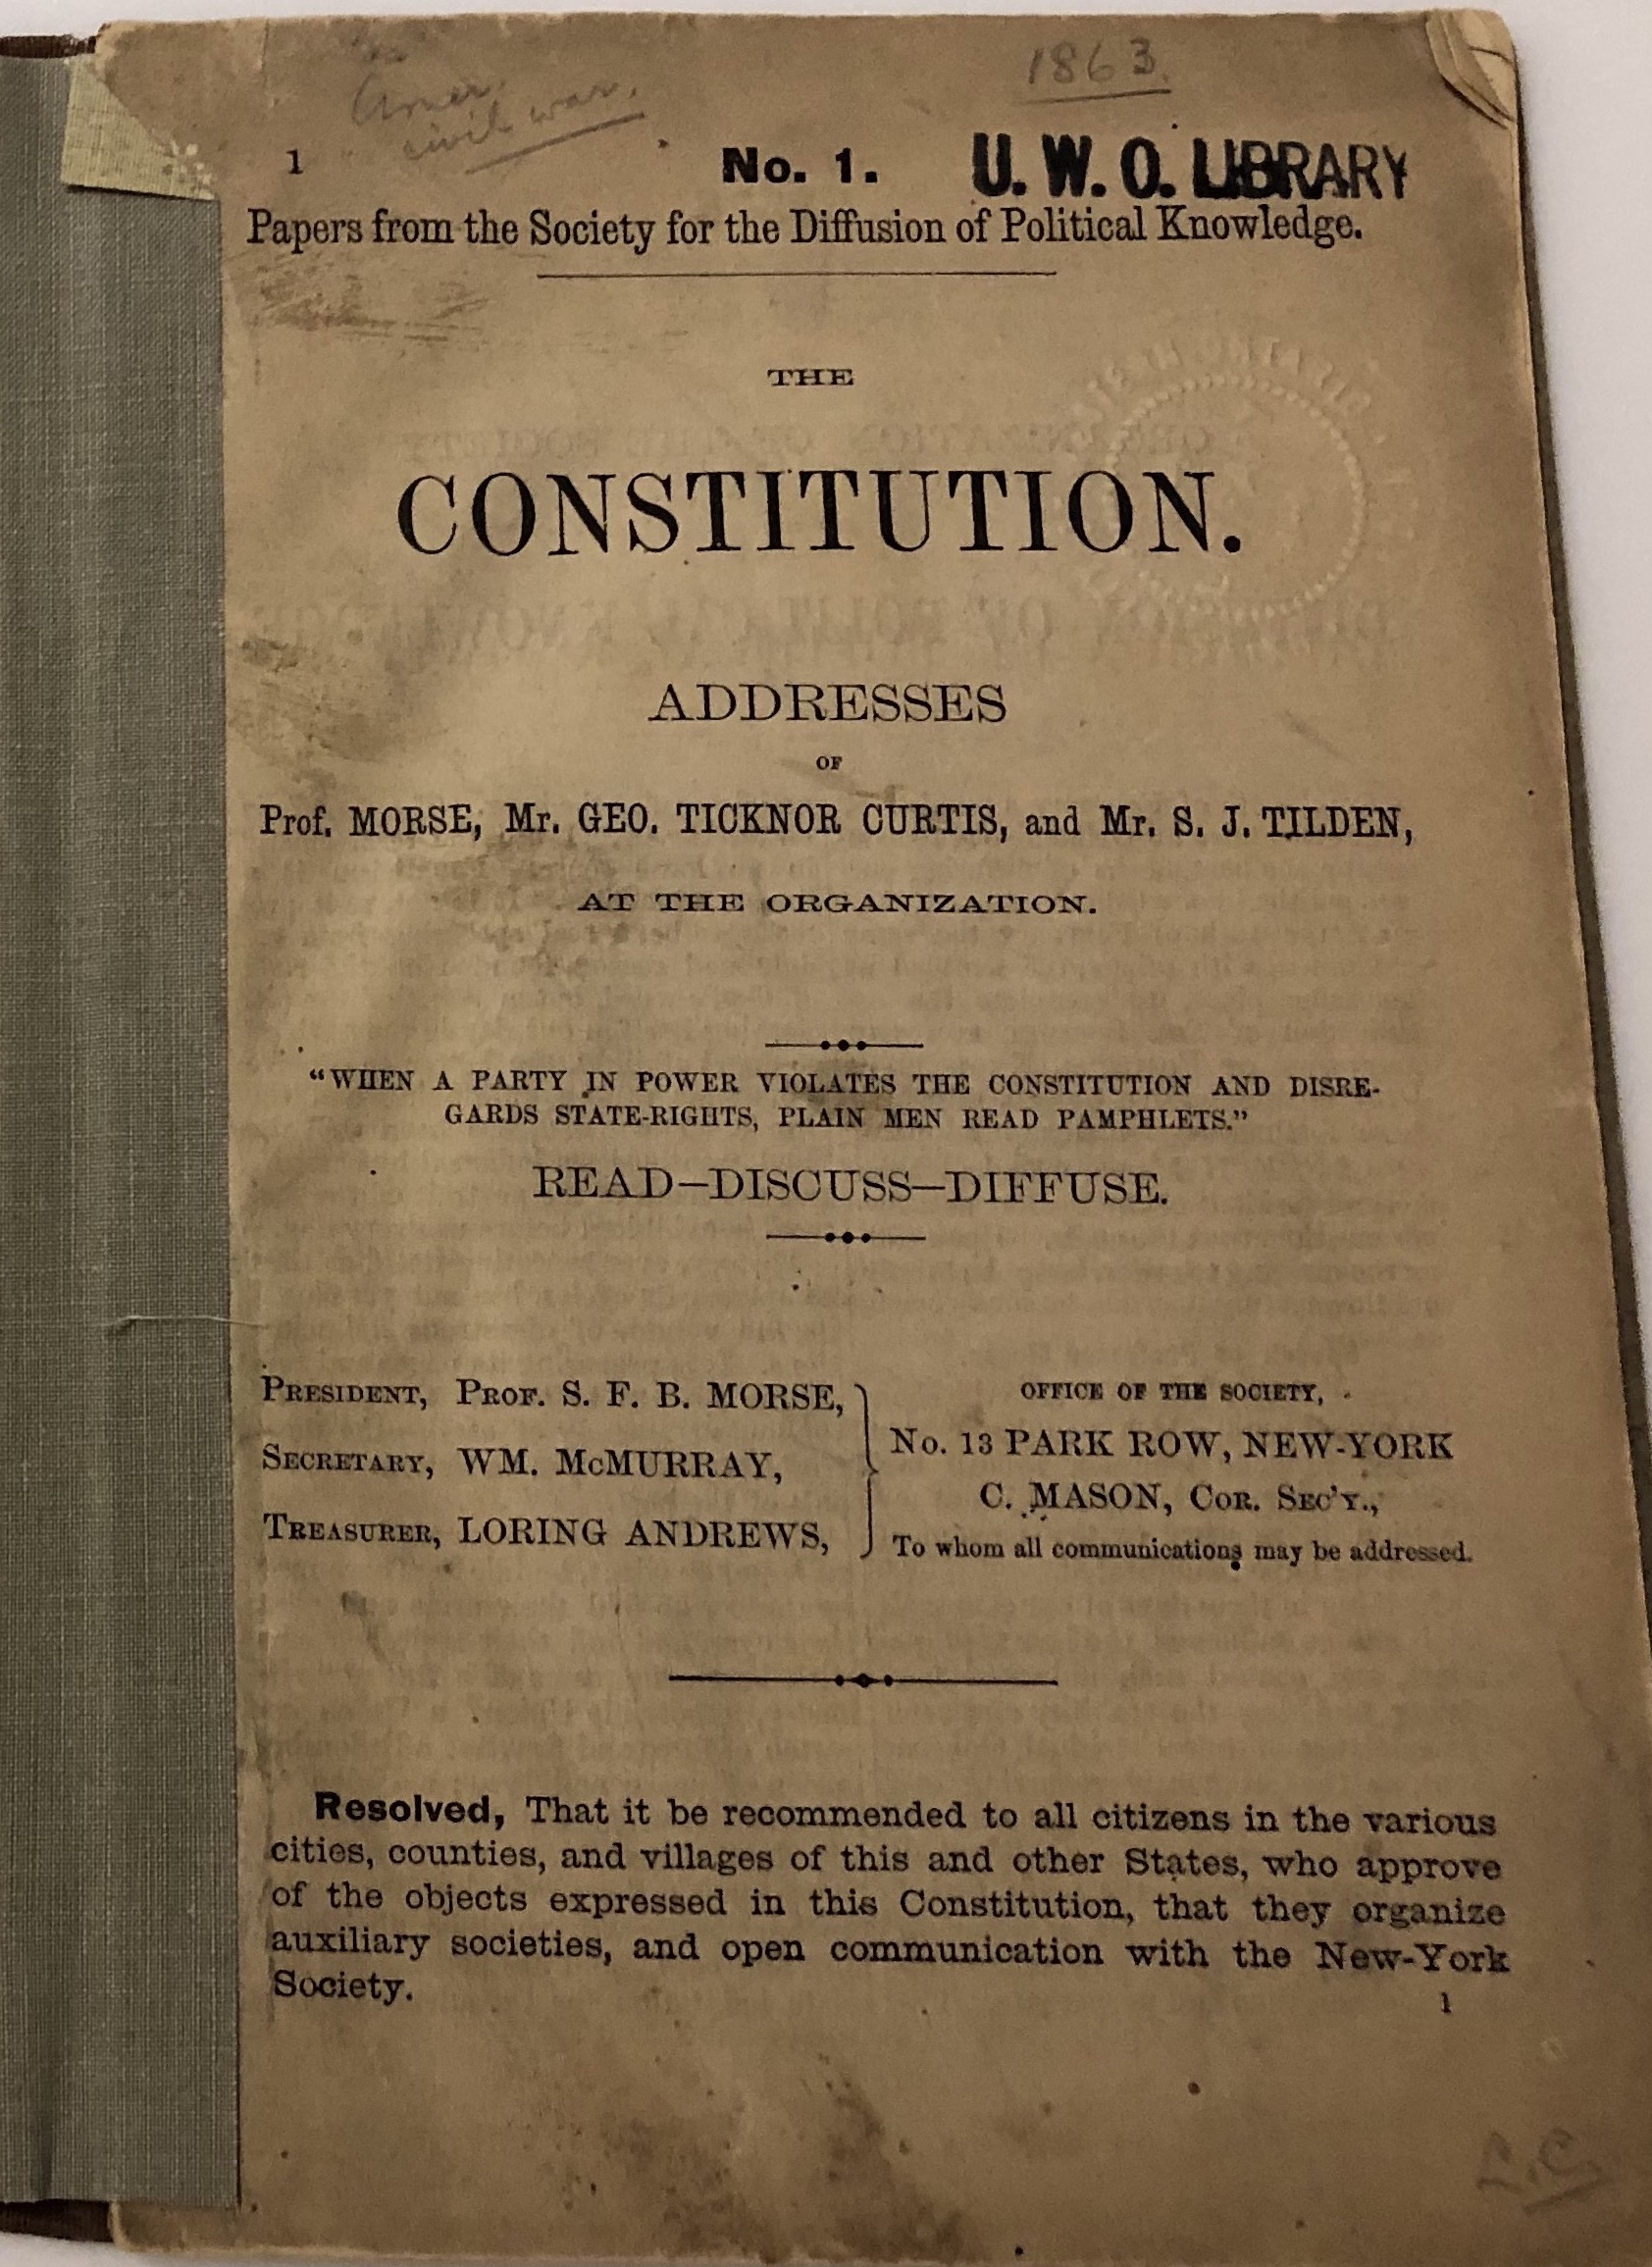 1863.
Amer.
civil war.
1 No. 1. U. W. O. LIBRARY
Papers from the Society for the Diffusion of Political Knowledge.
THE
CONSTITUTION.
ADDRESSES
OF
Prof. MORSE, Mr. GEO. TICKNOR CURTIS, and Mr. S. J. TILDEN,
AT THE ORGANIZATION.
“WHEN A PARTY IN POWER VIOLATES THE CONSTITUTION AND DISRE-
GARDS STATE-RIGHTS, PLAIN MEN READ PAMPHLETS.”
READ–DISCUSS–DIFFUSE.
PRESIDENT, PROF. S. F. B. MORSE,
SECRETARY, WM. McMURRAY,
TREASURER, LORING ANDREWS,
OFFICE OF THE SOCIETY,
No. 13 PARK ROW, NEW-YORK
C. MASON, COR. SEC'Y.,
To whom all communications may be addressed.
Resolved, That it be recommended to all citizens in the various
cities, counties, and villages of this and other States, who approve
of the objects expressed in this Constitution, that they organize
auxiliary societies, and open communication with the New-York
Society.
1